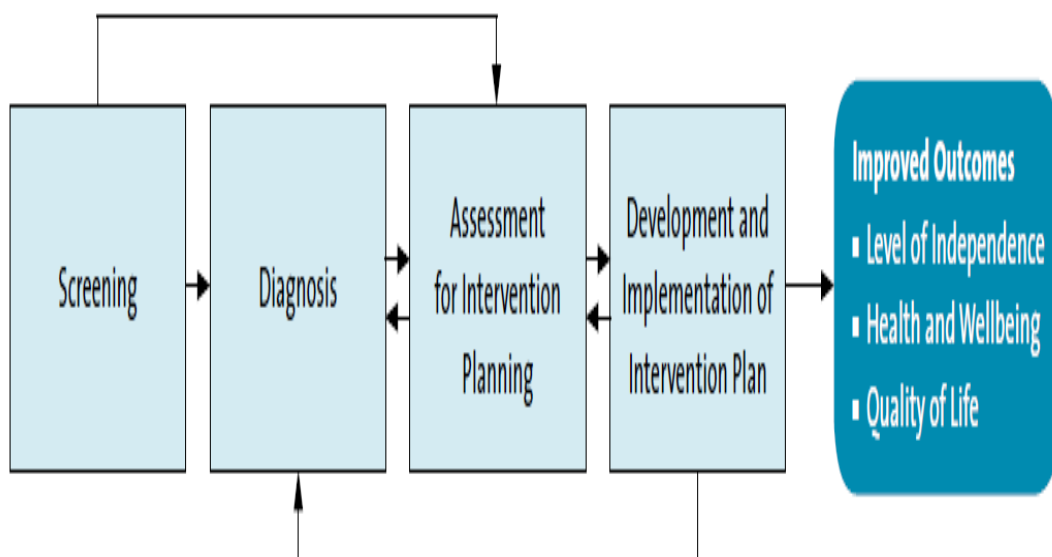 Screening
Diagnosis
Assessment
for Intervention
Planning
Development and
Implementation of
Intervention Plan
Improved Outcomes
▪ Level of Independence
▪ Health and Wellbeing
▪ Quality of Life